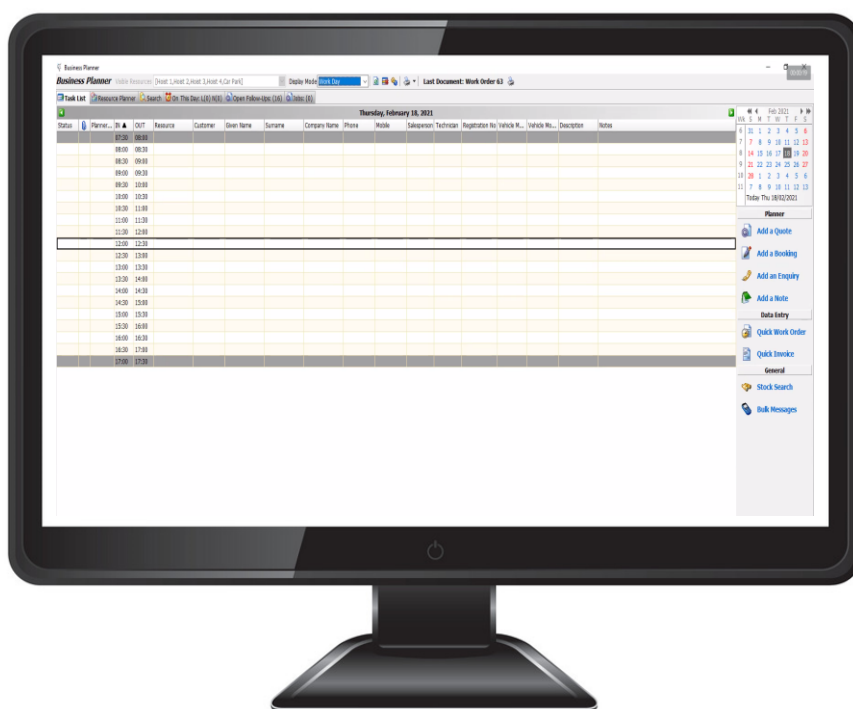 Business Planner
Business Planner Visible Resources [Hoist 1,Hoist 2,Hoist 3,Hoist 4,Car Park] Display Mode Work Day Last Document: Work Order 63
Task List Resource Planner Search On This Day: L(0) N(0) Open Follow-Ups: (16) Jobs: (6)
Thursday, February 18, 2021
Status Planner... IN ▲ OUT Resource Customer Given Name Surname Company Name Phone Mobile Salesperson Technician Registration No Vehicle M... Vehicle Mo... Description Notes
07:30 08:00
08:00 08:30
08:30 09:00
09:00 09:30
09:30 10:00
10:00 10:30
10:30 11:00
11:00 11:30
11:30 12:00
12:00 12:30
12:30 13:00
13:00 13:30
13:30 14:00
14:00 14:30
14:30 15:00
15:00 15:30
15:30 16:00
16:00 16:30
16:30 17:00
17:00 17:30
Feb 2021
Wk S M T W T F S
6 31 1 2 3 4 5 6
7 7 8 9 10 11 12 13
8 14 15 16 17 18 19 20
9 21 22 23 24 25 26 27
10 28 1 2 3 4 5 6
11 7 8 9 10 11 12 13
Today Thu 18/02/2021
Planner
Add a Quote
Add a Booking
Add an Enquiry
Add a Note
Data Entry
Quick Work Order
Quick Invoice
General
Stock Search
Bulk Messages